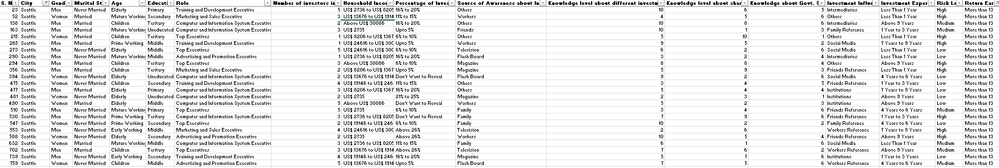 S. N City Gend Marital St Age Educati Role Number of investors in Household Incor Percentage of Inves Source of Awareness about In Knowledge level about different investm Knowledge level about shar Knowledge about Govt. S Investment Influe Investment Exper Risk Le Return Ear
23 Seattle Men Never Married Elderly Primary Training and Development Executive 5 US$ 2736 to US$ 8205 16% to 20% Others 10 6 5 Intermediaries Less Than 1 Year High More than 13
52 Seattle Women Never Married Mature Working Secondary Marketing and Sales Executive 3 US$ 13676 to US$ 1914 11% to 15% Workers 4 5 6 Others Less Than 1 Year High More than 13
138 Seattle Men Married Children Teritary Computer and Information System Executive 2 Above US$ 30086 16% to 20% Others 10 8 6 Intermediaries Above 9 Years Medium More than 13
163 Seattle Women Married Mature Working Uneducated Computer and Information System Executive 3 US$ 2735 Upto 5% Friends 10 1 3 Family Reference 1 Year to 3 Years Medium More than 13
215 Seattle Women Married Children Teritary Top Executives 1 US$ 8206 to US$ 1367 6% to 10% Others 5 10 1 Others Less Than 1 Year High More than 13
265 Seattle Men Married Prime Working Middle Training and Development Executive 1 US$ 24616 to US$ 300 Upto 5% Workers 9 5 2 Social Media 7 Years to 9 Years High More than 13
273 Seattle Men Never Married Elderly Middle Top Executives 5 US$ 24616 to US$ 300 6% to 10% Television 6 2 6 Social Media Less Than 1 Year Low More than 13
290 Seattle Men Never Married Mature Working Middle Advertising and Promotion Executive 1 US$ 2736 to US$ 8205 16% to 20% Flash Board 3 2 4 Intermediaries Above 9 Years Low More than 13
294 Seattle Men Married Children Teritary Top Executives 3 Above US$ 30086 6% to 10% Magazine 8 8 4 Others Above 9 Years High More than 13
356 Seattle Men Married Children Teritary Marketing and Sales Executive 2 US$ 8206 to US$ 1367 Upto 5% Magazine 5 9 3 Friends Reference Less Than 1 Year High More than 13
394 Seattle Women Never Married Elderly Uneducated Computer and Information System Executive 2 US$ 13676 to US$ 1914 Don't Want to Reveal Flash Board 9 2 6 Social Media 4 Years to 6 Years Low More than 13
475 Seattle Women Never Married Children Secondary Training and Development Executive 4 US$ 19146 to US$ 246 11% to 15% Others 3 4 5 Friends Reference 1 Year to 3 Years Low More than 13
477 Seattle Men Married Elderly Primary Computer and Information System Executive 3 US$ 8206 to US$ 1367 16% to 20% Others 5 4 4 Institutions 7 Years to 9 Years Low More than 13
481 Seattle Women Never Married Elderly Uneducated Computer and Information System Executive 2 US$ 2735 21% to 25% Magazine 2 3 1 Institutions Above 9 Years Low More than 13
490 Seattle Women Married Elderly Middle Computer and Information System Executive 5 Above US$ 30086 Don't Want to Reveal Workers 5 2 3 Institutions Above 9 Years Low More than 13
510 Seattle Men Never Married Mature Working Primary Top Executives 5 US$ 2735 6% to 10% Family 3 4 6 Friends Reference 4 Years to 6 Years Medium More than 13
530 Seattle Men Never Married Prime Working Teritary Computer and Information System Executive 3 US$ 2736 to US$ 8205 Don't Want to Reveal Family 7 9 6 Friends Reference 1 Year to 3 Years High More than 13
547 Seattle Women Never Married Prime Working Secondary Top Executives 2 US$ 19146 to US$ 246 6% to 10% Family 10 2 2 Family Reference 4 Years to 6 Years Low More than 13
553 Seattle Men Never Married Early Working Middle Marketing and Sales Executive 4 US$ 24616 to US$ 300 Above 26% Television 2 6 Workers Reference 7 Years to 9 Years High More than 13
588 Seattle Women Never Married Elderly Middle Advertising and Promotion Executive 2 US$ 2735 Above 26% Workers 10 5 4 Friends Reference Above 9 Years High More than 13
632 Seattle Women Married Mature Working Middle Computer and Information System Executive 3 US$ 2736 to US$ 8205 11% to 15% Family 6 1 6 Social Media Less Than 1 Year Medium More than 13
702 Seattle Men Married Children Teritary Top Executives 3 US$ 13676 to US$ 1914 Above 26% Television 7 6 2 Workers Reference Above 9 Years Medium More than 13
739 Seattle Men Never Married Early Working Secondary Training and Development Executive 4 US$ 19146 to US$ 246 16% to 20% Magazine 5 7 6 Institutions 1 Year to 3 Years Low More than 13
759 Seattle Women Married Children Middle Advertising and Promotion Executive 5 US$ 13676 to US$ 1914 Upto 5% Flash Board 7 5 6 Workers Reference 4 Years to 6 Years Medium More than 13